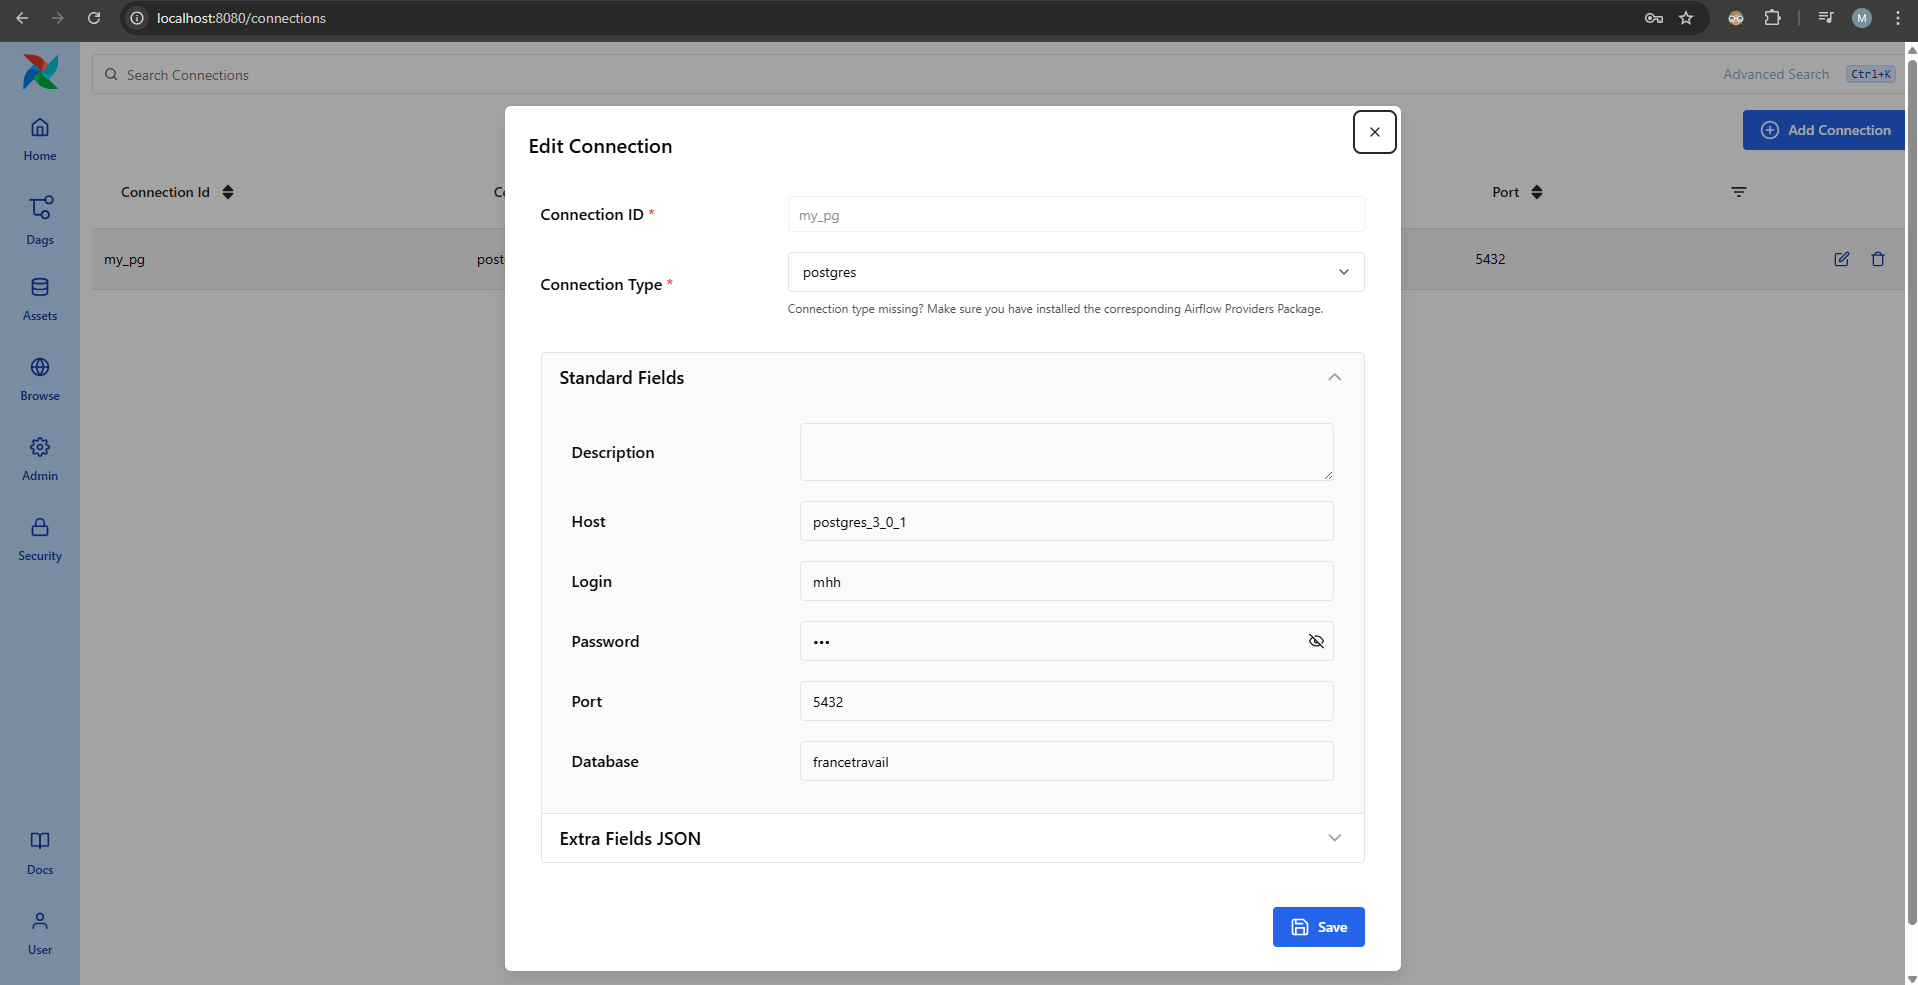 localhost:8080/connections
M
Search Connections
Advanced Search Ctrl+K
Home
Dags
Assets
Browse
Admin
Security
Docs
User
Add Connection
Connection Id
Co
Port
my_pg
post
5432
Edit Connection
Connection ID *
my_pg
Connection Type *
postgres
Connection type missing? Make sure you have installed the corresponding Airflow Providers Package.
Standard Fields
Description
Host
postgres_3_0_1
Login
mhh
Password
•••
Port
5432
Database
francetravail
Extra Fields JSON
Save